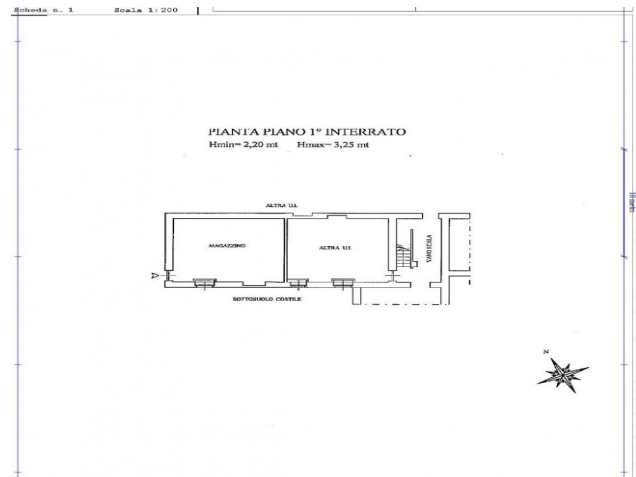 Scheda n. 1 Scala 1:200
PIANTA PIANO 1° INTERRATO
Hmin= 2,20 mt Hmax= 3,25 mt
ALTRA U.I.
MAGAZZINO
ALTRA U.I.
VANO SCALA
SOTTOSUOLO CORTILE
N
10 metri